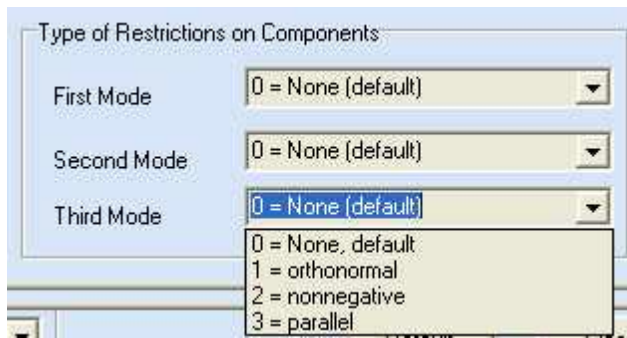 Type of Restrictions on Components
First Mode
0 = None (default)
Second Mode
0 = None (default)
Third Mode
0 = None (default)
0 = None, default
1 = orthonormal
2 = nonnegative
3 = parallel